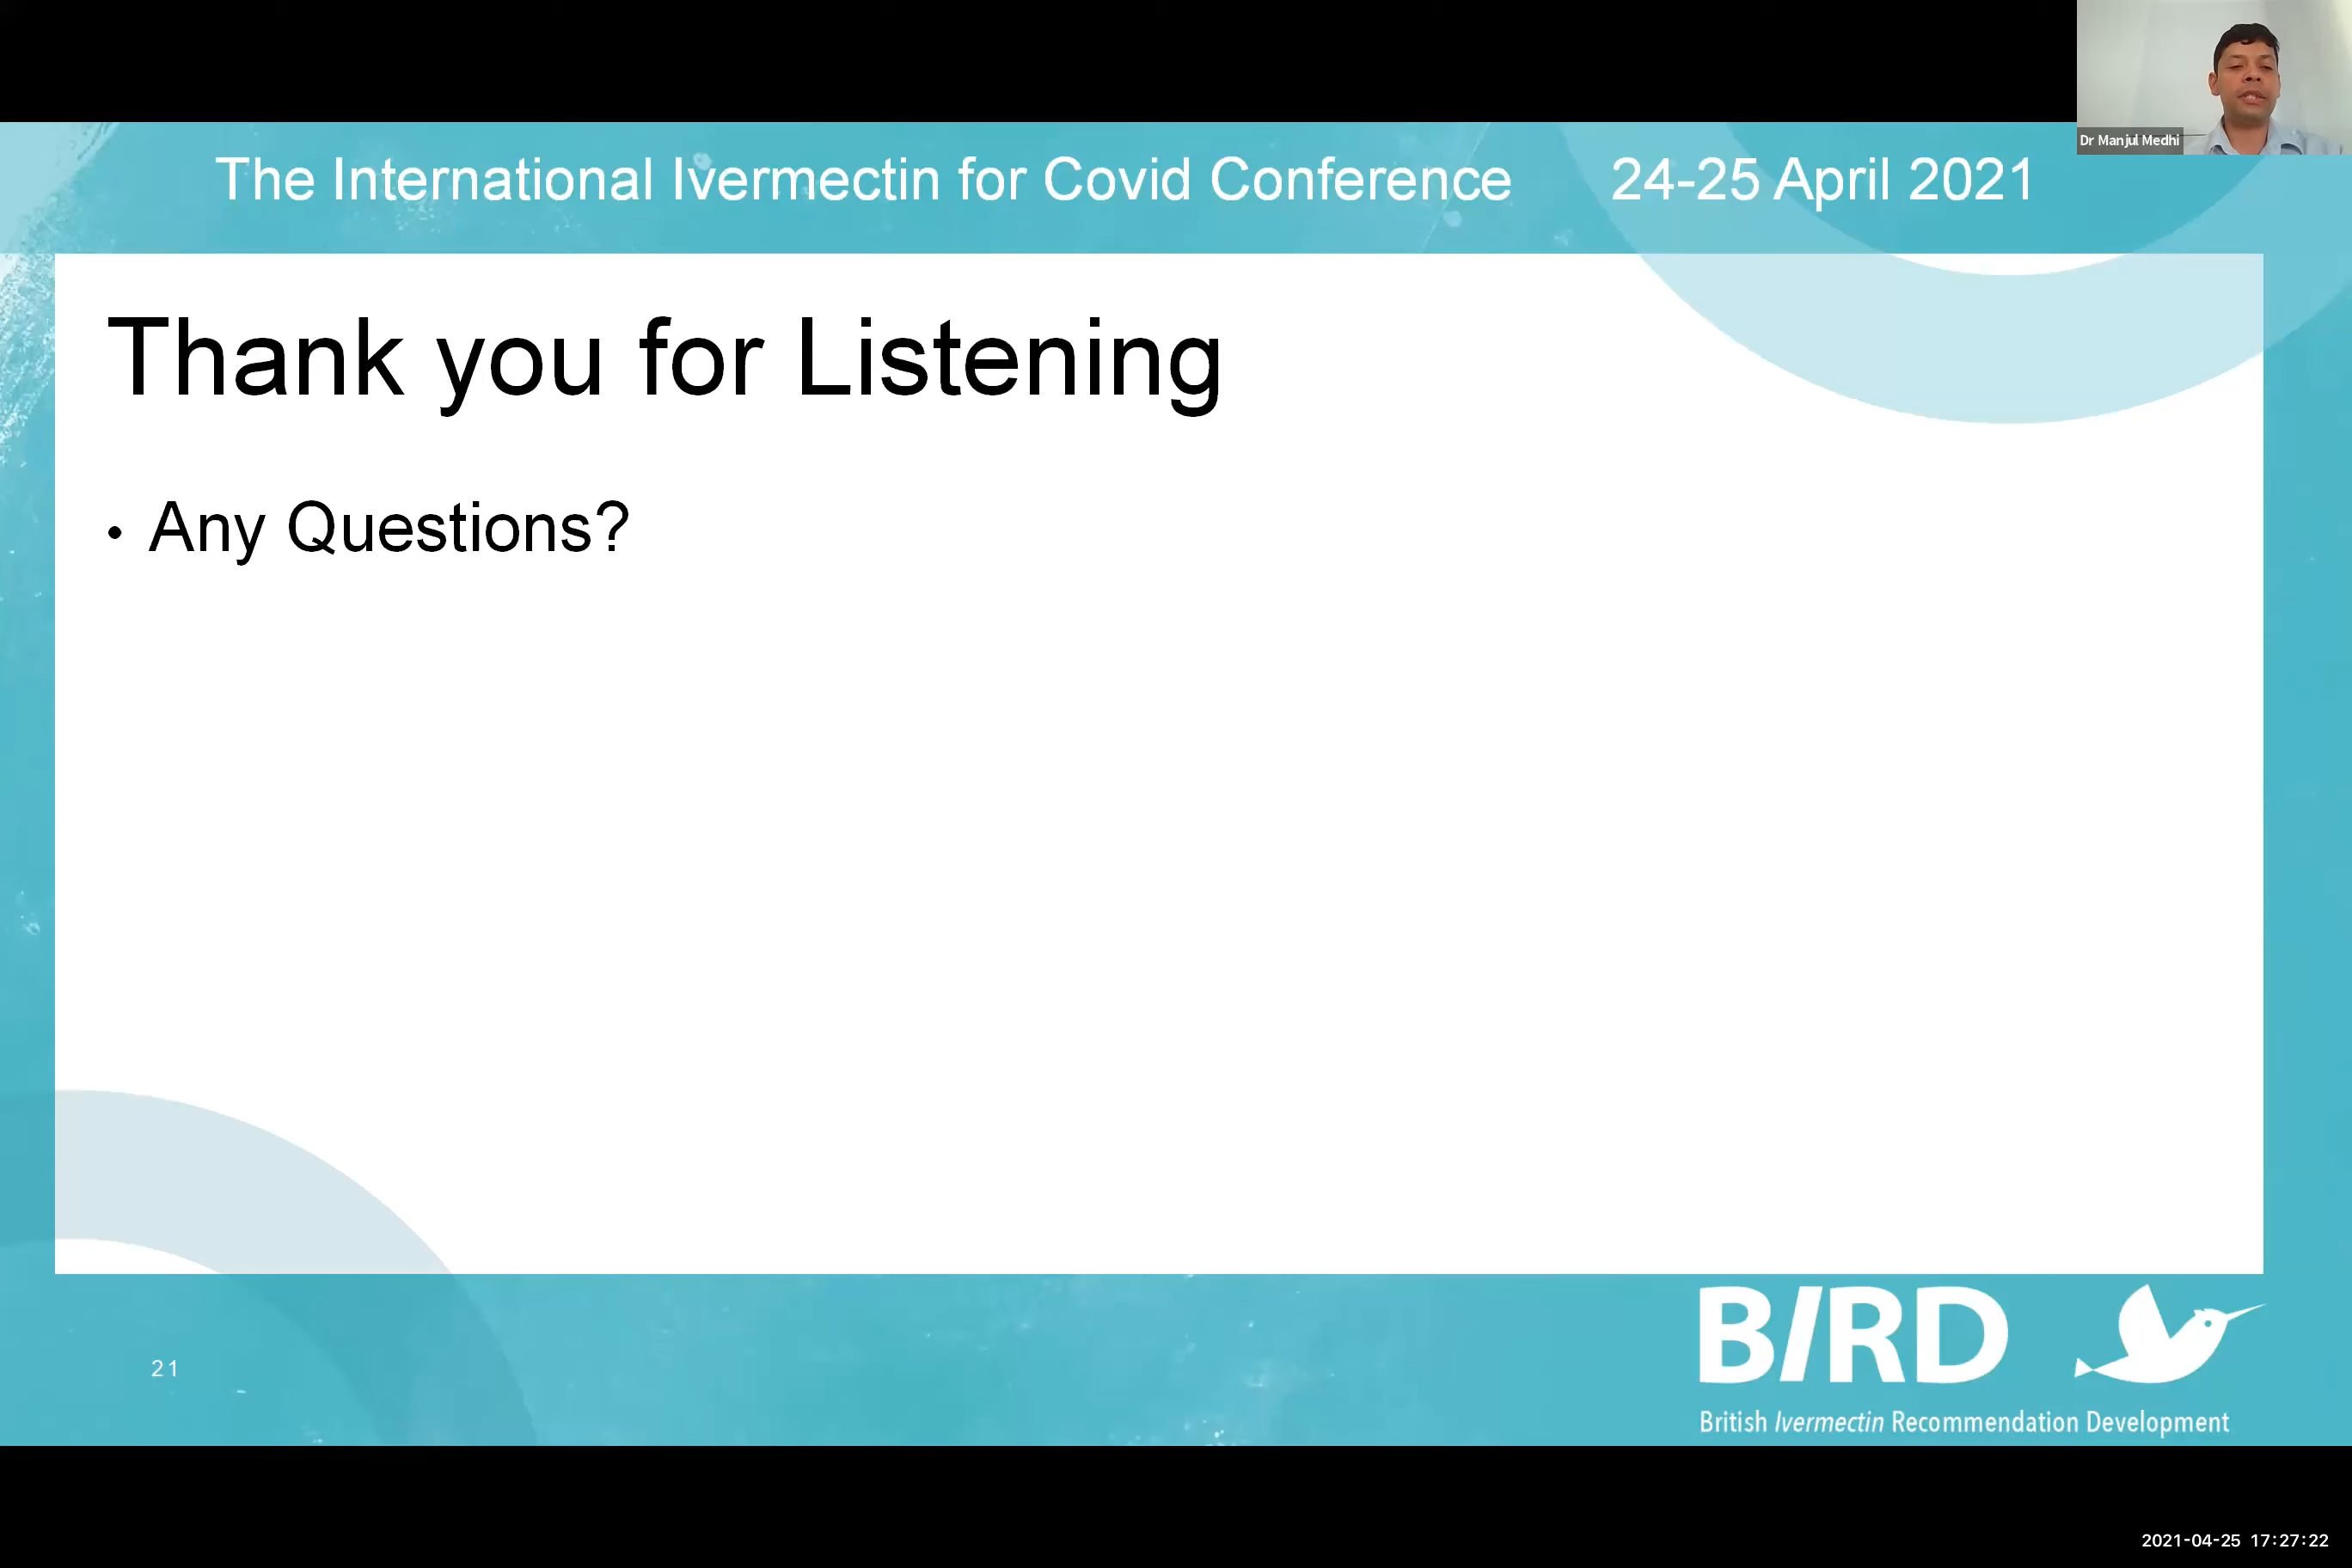 Dr Manjul Medhi
The International Ivermectin for Covid Conference 24-25 April 2021
Thank you for Listening
• Any Questions?
21
BIRD
British Ivermectin Recommendation Development
2021-04-25 17:27:22